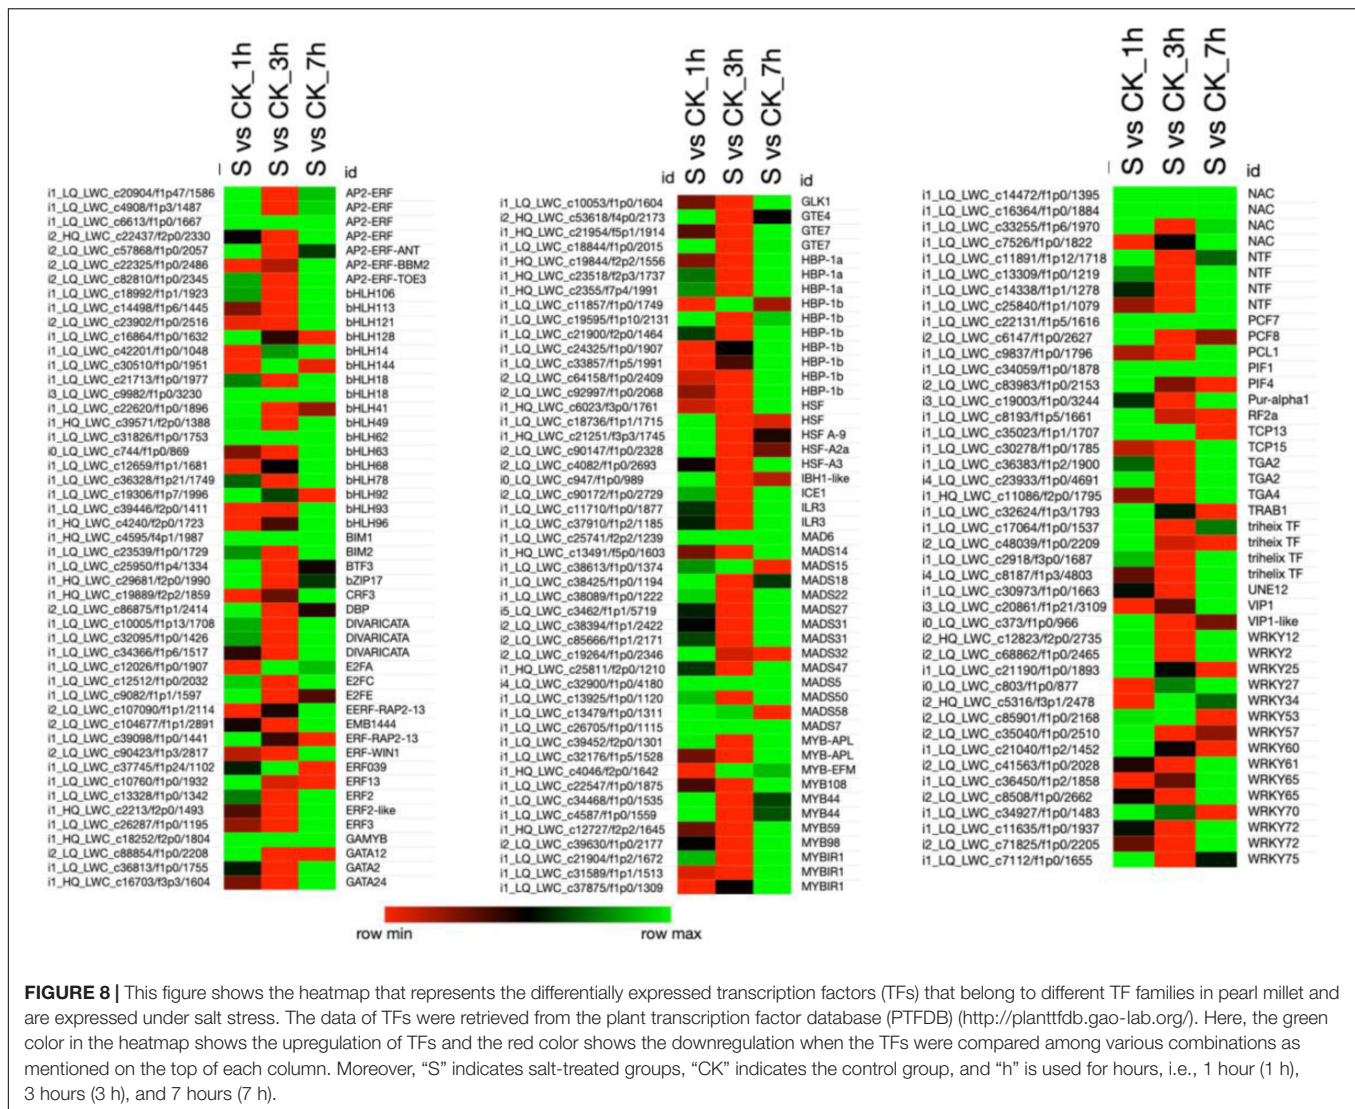 S vs CK_1h
S vs CK_3h
S vs CK_7h
id
i1_LQ_LWC_c20904/f1p47/1586 AP2-ERF
i1_LQ_LWC_c4908/f1p3/1487 AP2-ERF
i1_LQ_LWC_c6613/f1p0/1667 AP2-ERF
i2_HQ_LWC_c22437/f2p0/2330 AP2-ERF
i2_LQ_LWC_c57868/f1p0/2057 AP2-ERF-ANT
i2_LQ_LWC_c22325/f1p0/2486 AP2-ERF-BBM2
i2_LQ_LWC_c82810/f1p0/2345 AP2-ERF-TOE3
i1_LQ_LWC_c18992/f1p1/1923 bHLH106
i1_LQ_LWC_c14498/f1p6/1445 bHLH113
i2_LQ_LWC_c23902/f1p0/2516 bHLH121
i1_LQ_LWC_c16864/f1p0/1632 bHLH128
i1_LQ_LWC_c42201/f1p0/1048 bHLH14
i1_LQ_LWC_c30510/f1p0/1951 bHLH144
i1_LQ_LWC_c21713/f1p0/1977 bHLH18
i3_LQ_LWC_c9982/f1p0/3230 bHLH18
i1_LQ_LWC_c22620/f1p0/1896 bHLH41
i1_HQ_LWC_c39571/f2p0/1388 bHLH49
i1_LQ_LWC_c31826/f1p0/1753 bHLH62
i0_LQ_LWC_c744/f1p0/869 bHLH63
i1_LQ_LWC_c12659/f1p1/1681 bHLH68
i1_LQ_LWC_c36328/f1p21/1749 bHLH78
i1_LQ_LWC_c19306/f1p7/1996 bHLH92
i1_LQ_LWC_c39446/f2p0/1411 bHLH93
i1_HQ_LWC_c4240/f2p0/1723 bHLH96
i1_HQ_LWC_c4595/f4p1/1987 BIM1
i1_LQ_LWC_c23539/f1p0/1729 BIM2
i1_LQ_LWC_c25950/f1p4/1334 BTF3
i1_HQ_LWC_c29681/f2p0/1990 bZIP17
i1_HQ_LWC_c19889/f2p2/1859 CRF3
i2_LQ_LWC_c86875/f1p1/2414 DBP
i1_LQ_LWC_c10005/f1p13/1708 DIVARICATA
i1_LQ_LWC_c32095/f1p0/1426 DIVARICATA
i1_LQ_LWC_c34366/f1p6/1517 DIVARICATA
i1_LQ_LWC_c12026/f1p0/1907 E2FA
i1_LQ_LWC_c12512/f1p0/2032 E2FC
i1_LQ_LWC_c9082/f1p1/1597 E2FE
i2_LQ_LWC_c107090/f1p1/2114 EERF-RAP2-13
i2_LQ_LWC_c104677/f1p1/2891 EMB1444
i1_LQ_LWC_c39098/f1p0/1441 ERF-RAP2-13
i2_LQ_LWC_c90423/f1p3/2817 ERF-WIN1
i1_LQ_LWC_c37745/f1p24/1102 ERF039
i1_LQ_LWC_c10760/f1p0/1932 ERF13
i1_LQ_LWC_c13328/f1p0/1342 ERF2
i1_HQ_LWC_c2213/f2p0/1493 ERF2-like
i1_LQ_LWC_c26287/f1p0/1195 ERF3
i1_HQ_LWC_c18252/f2p0/1804 GAMYB
i2_LQ_LWC_c88854/f1p0/2208 GATA12
i1_LQ_LWC_c36813/f1p0/1755 GATA2
i1_HQ_LWC_c16703/f3p3/1604 GATA24
S vs CK_1h
S vs CK_3h
S vs CK_7h
id id
i1_LQ_LWC_c10053/f1p0/1604 GLK1
i2_HQ_LWC_c53618/f4p0/2173 GTE4
i1_HQ_LWC_c21954/f5p1/1914 GTE7
i1_LQ_LWC_c18844/f1p0/2015 GTE7
i1_HQ_LWC_c19844/f2p2/1556 HBP-1a
i1_HQ_LWC_c23518/f2p3/1737 HBP-1a
i1_HQ_LWC_c2355/f7p4/1991 HBP-1a
i1_LQ_LWC_c11857/f1p0/1749 HBP-1b
i1_LQ_LWC_c19595/f1p10/2131 HBP-1b
i1_LQ_LWC_c21900/f2p0/1464 HBP-1b
i1_LQ_LWC_c24325/f1p0/1907 HBP-1b
i1_LQ_LWC_c33857/f1p5/1991 HBP-1b
i2_LQ_LWC_c64158/f1p0/2409 HBP-1b
i2_LQ_LWC_c92997/f1p0/2068 HBP-1b
i1_HQ_LWC_c6023/f3p0/1761 HSF
i1_LQ_LWC_c18736/f1p1/1715 HSF
i1_HQ_LWC_c21251/f3p3/1745 HSF A-9
i2_LQ_LWC_c90147/f1p0/2328 HSF-A2a
i2_LQ_LWC_c4082/f1p0/2693 HSF-A3
i0_LQ_LWC_c947/f1p0/989 IBH1-like
i2_LQ_LWC_c90172/f1p0/2729 ICE1
i1_LQ_LWC_c11710/f1p0/1877 ILR3
i1_LQ_LWC_c37910/f1p2/1185 ILR3
i1_LQ_LWC_c25741/f2p2/1239 MAD6
i1_HQ_LWC_c13491/f5p0/1603 MADS14
i1_LQ_LWC_c38613/f1p0/1374 MADS15
i1_LQ_LWC_c38425/f1p0/1194 MADS18
i1_LQ_LWC_c38089/f1p0/1222 MADS22
i5_LQ_LWC_c3462/f1p1/5719 MADS27
i2_LQ_LWC_c38394/f1p1/2422 MADS31
i2_LQ_LWC_c85666/f1p1/2171 MADS31
i2_LQ_LWC_c19264/f1p0/2346 MADS32
i1_HQ_LWC_c25811/f2p0/1210 MADS47
i4_LQ_LWC_c32900/f1p0/4180 MADS5
i1_LQ_LWC_c13925/f1p0/1120 MADS50
i1_LQ_LWC_c13479/f1p0/1311 MADS58
i1_LQ_LWC_c26705/f1p0/1115 MADS7
i1_LQ_LWC_c39452/f2p0/1301 MYB-APL
i1_LQ_LWC_c32176/f1p5/1528 MYB-APL
i1_HQ_LWC_c4046/f2p0/1642 MYB-EFM
i1_LQ_LWC_c22547/f1p0/1875 MYB108
i1_LQ_LWC_c34468/f1p0/1535 MYB44
i1_LQ_LWC_c4587/f1p0/1559 MYB44
i1_HQ_LWC_c12727/f2p2/1645 MYB59
i2_LQ_LWC_c39630/f1p0/2177 MYB98
i1_LQ_LWC_c21904/f1p2/1672 MYBIR1
i1_LQ_LWC_c31589/f1p1/1513 MYBIR1
i1_LQ_LWC_c37875/f1p0/1309 MYBIR1
S vs CK_1h
S vs CK_3h
S vs CK_7h
id
i1_LQ_LWC_c14472/f1p0/1395 NAC
i1_LQ_LWC_c16364/f1p0/1884 NAC
i1_LQ_LWC_c33255/f1p6/1970 NAC
i1_LQ_LWC_c7526/f1p0/1822 NAC
i1_LQ_LWC_c11891/f1p12/1718 NTF
i1_LQ_LWC_c13309/f1p0/1219 NTF
i1_LQ_LWC_c14338/f1p1/1278 NTF
i1_LQ_LWC_c25840/f1p1/1079 NTF
i1_LQ_LWC_c22131/f1p5/1616 PCF7
i2_LQ_LWC_c6147/f1p0/2627 PCF8
i1_LQ_LWC_c9837/f1p0/1796 PCL1
i1_LQ_LWC_c34059/f1p0/1878 PIF1
i2_LQ_LWC_c83983/f1p0/2153 PIF4
i3_LQ_LWC_c19003/f1p0/3244 Pur-alpha1
i1_LQ_LWC_c8193/f1p5/1661 RF2a
i1_LQ_LWC_c35023/f1p1/1707 TCP13
i1_LQ_LWC_c30278/f1p0/1785 TCP15
i1_LQ_LWC_c36383/f1p2/1900 TGA2
i4_LQ_LWC_c23933/f1p0/4691 TGA2
i1_HQ_LWC_c11086/f2p0/1795 TGA4
i1_LQ_LWC_c32624/f1p3/1793 TRAB1
i1_LQ_LWC_c17064/f1p0/1537 triheix TF
i2_LQ_LWC_c48039/f1p0/2209 triheix TF
i1_LQ_LWC_c2918/f3p0/1687 trihelix TF
i4_LQ_LWC_c8187/f1p3/4803 trihelix TF
i1_LQ_LWC_c30973/f1p0/1663 UNE12
i3_LQ_LWC_c20861/f1p21/3109 VIP1
i0_LQ_LWC_c373/f1p0/966 VIP1-like
i2_HQ_LWC_c12823/f2p0/2735 WRKY12
i2_LQ_LWC_c68862/f1p0/2465 WRKY2
i1_LQ_LWC_c21190/f1p0/1893 WRKY25
i0_LQ_LWC_c803/f1p0/877 WRKY27
i2_HQ_LWC_c5316/f3p1/2478 WRKY34
i2_LQ_LWC_c85901/f1p0/2168 WRKY53
i2_LQ_LWC_c35040/f1p0/2510 WRKY57
i1_LQ_LWC_c21040/f1p2/1452 WRKY60
i2_LQ_LWC_c41563/f1p0/2028 WRKY61
i1_LQ_LWC_c36450/f1p2/1858 WRKY65
i2_LQ_LWC_c8508/f1p0/2662 WRKY65
i1_LQ_LWC_c34927/f1p0/1483 WRKY70
i1_LQ_LWC_c11635/f1p0/1937 WRKY72
i2_LQ_LWC_c71825/f1p0/2205 WRKY72
i1_LQ_LWC_c7112/f1p0/1655 WRKY75
row min row max
FIGURE 8 | This figure shows the heatmap that represents the differentially expressed transcription factors (TFs) that belong to different TF families in pearl millet and
are expressed under salt stress. The data of TFs were retrieved from the plant transcription factor database (PTFDB) (http://planttfdb.gao-lab.org/). Here, the green
color in the heatmap shows the upregulation of TFs and the red color shows the downregulation when the TFs were compared among various combinations as
mentioned on the top of each column. Moreover, “S” indicates salt-treated groups, “CK” indicates the control group, and “h” is used for hours, i.e., 1 hour (1 h),
3 hours (3 h), and 7 hours (7 h).